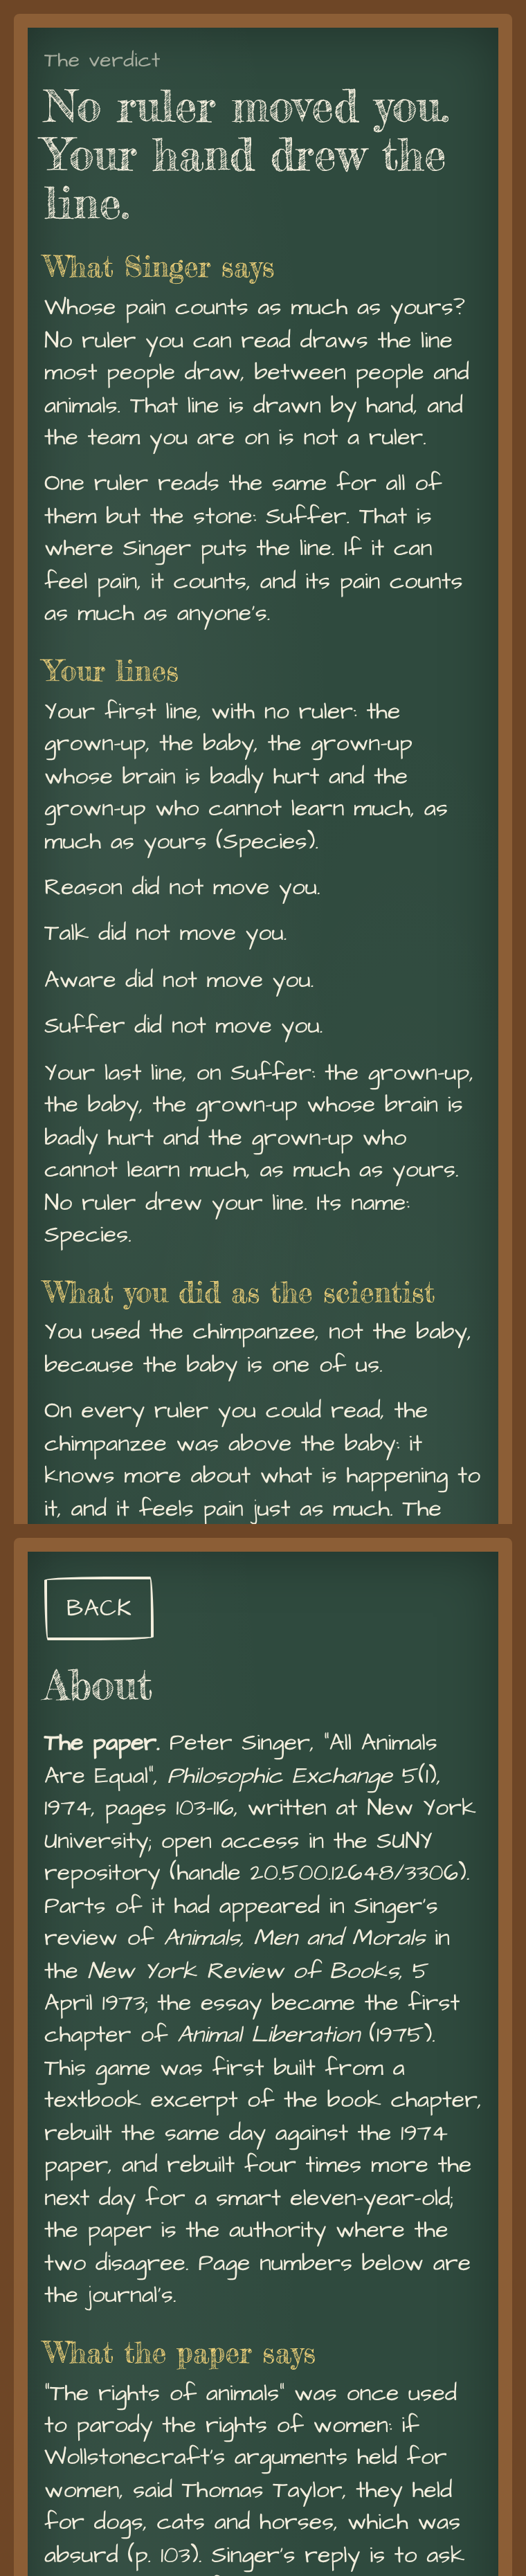 The verdict
No ruler moved you.
Your hand drew the
line.
What Singer says
Whose pain counts as much as yours?
No ruler you can read draws the line
most people draw, between people and
animals. That line is drawn by hand, and
the team you are on is not a ruler.
One ruler reads the same for all of
them but the stone: Suffer. That is
where Singer puts the line. If it can
feel pain, it counts, and its pain counts
as much as anyone's.
Your lines
Your first line, with no ruler: the
grown-up, the baby, the grown-up
whose brain is badly hurt and the
grown-up who cannot learn much, as
much as yours (Species).
Reason did not move you.
Talk did not move you.
Aware did not move you.
Suffer did not move you.
Your last line, on Suffer: the grown-up,
the baby, the grown-up whose brain is
badly hurt and the grown-up who
cannot learn much, as much as yours.
No ruler drew your line. Its name:
Species.
What you did as the scientist
You used the chimpanzee, not the baby,
because the baby is one of us.
On every ruler you could read, the
chimpanzee was above the baby: it
knows more about what is happening to
it, and it feels pain just as much. The
BACK
About
The paper. Peter Singer, "All Animals
Are Equal", Philosophic Exchange 5(1),
1974, pages 103-116, written at New York
University; open access in the SUNY
repository (handle 20.500.12648/3306).
Parts of it had appeared in Singer's
review of Animals, Men and Morals in
the New York Review of Books, 5
April 1973; the essay became the first
chapter of Animal Liberation (1975).
This game was first built from a
textbook excerpt of the book chapter,
rebuilt the same day against the 1974
paper, and rebuilt four times more the
next day for a smart eleven-year-old;
the paper is the authority where the
two disagree. Page numbers below are
the journal's.
What the paper says
"The rights of animals" was once used
to parody the rights of women: if
Wollstonecraft's arguments held for
women, said Thomas Taylor, they held
for dogs, cats and horses, which was
absurd (p. 103). Singer's reply is to ask